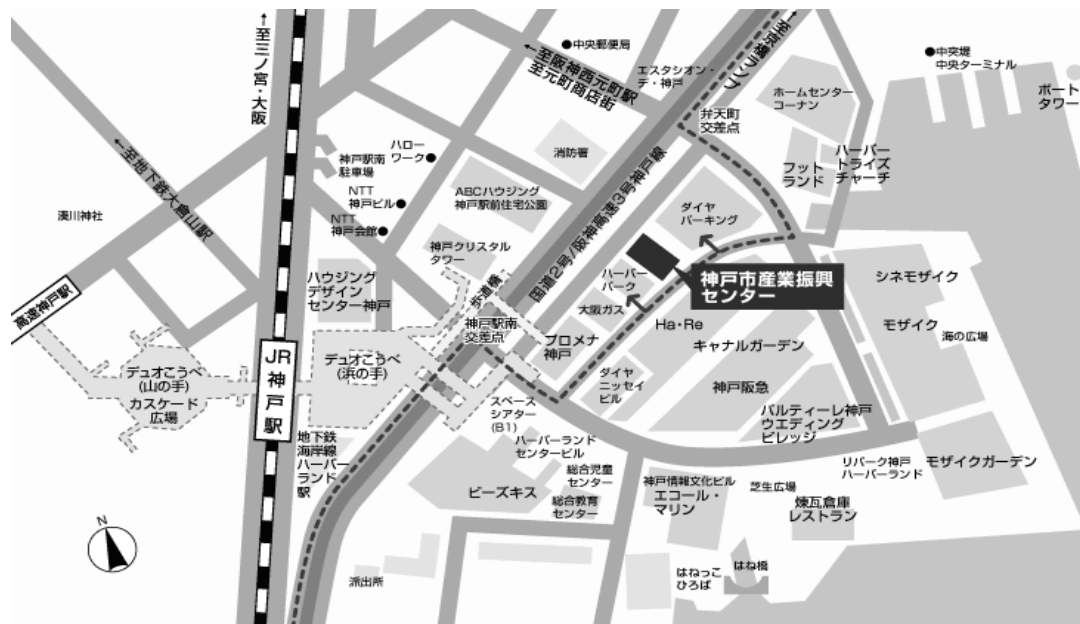 ←至三ノ宮・大阪
●中央郵便局
←至阪神西元町駅
至元町商店街
エスタシオン・
デ・神戸
←至京橋ランプ
ホームセンター
コーナン
●中央堤
中央ターミナル
ポート
タワー
弁天町
交差点
フット
ランド
ハーバー
トライズ
チャーチ
←至地下鉄大倉山駅
神戸駅南
駐車場
ハロー
ワーク●
消防署
NTT
神戸ビル●
NTT
神戸会館●
ABCハウジング
神戸駅前住宅公園
国道2号/阪神高速3号神戸線
ダイヤ
パーキング
湊川神社
神戸クリスタル
タワー
歩道橋
ハウジング
デザイン
センター神戸
ハーバー
パーク
大阪ガス
神戸市産業振興
センター
シネモザイク
モザイク
海の広場
高速神戸駅
神戸駅南
交差点
プロメナ
神戸
Ha・Re
キャナルガーデン
デュオこうべ
(山の手)
カスケード
広場
JR神戸駅
デュオこうべ
(浜の手)
ダイヤ
ニッセイ
ビル
神戸阪急
スペース
シアター
(B1)
パルティーレ神戸
ウエディング
ビレッジ
地下鉄
海岸線
ハーバー
ランド
駅
ハーバーランド
センタービル
総合児童
センター
総合教育
センター
ビーズキス
神戸情報文化ビル
エコール・
マリン
芝生広場
リバーク神戸
ハーバーランド
モザイクガーデン
煉瓦倉庫
レストラン
N
派出所
はねっこ
ひろば
はね橋